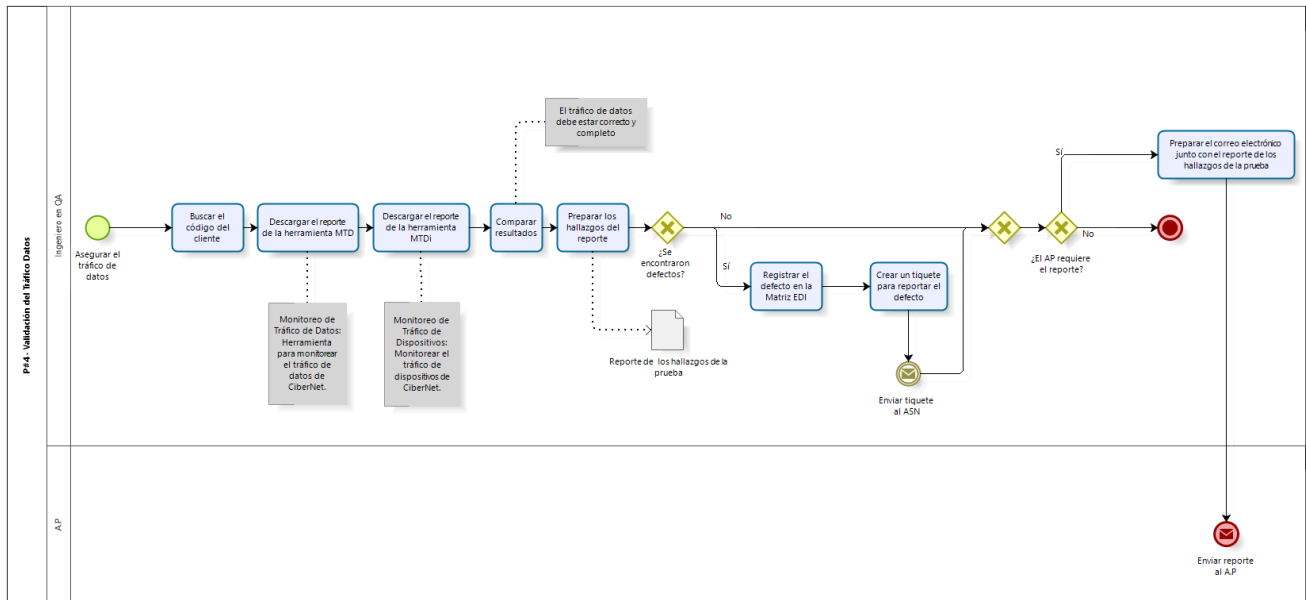 P#4 - Validación del Tráfico Datos
Ingeniero en QA
Asegurar el
tráfico de
datos
Buscar el
código del
cliente
Descargar el reporte
de la herramienta MTD
Monitoreo de
Tráfico de Datos:
Herramienta
para monitorear
el tráfico de
datos de
CiberNet.
Descargar el reporte
de la herramienta
MTDi
Monitoreo de
Tráfico de
Dispositivos:
Monitorear el
tráfico de
dispositivos de
CiberNet.
Comparar
resultados
El tráfico de datos
debe estar correcto y
completo
Preparar los
hallazgos del
reporte
Reporte de los hallazgos de la
prueba
¿Se
encontraron
defectos?
No
Sí
Registrar el
defecto en la
Matriz EDI
Crear un tiquete
para reportar el
defecto
Enviar tiquete
al ASN
¿El AP requiere
el reporte?
Sí
No
Preparar el correo electrónico
junto con el reporte de los
hallazgos de la prueba
A.P
Enviar reporte
al A.P